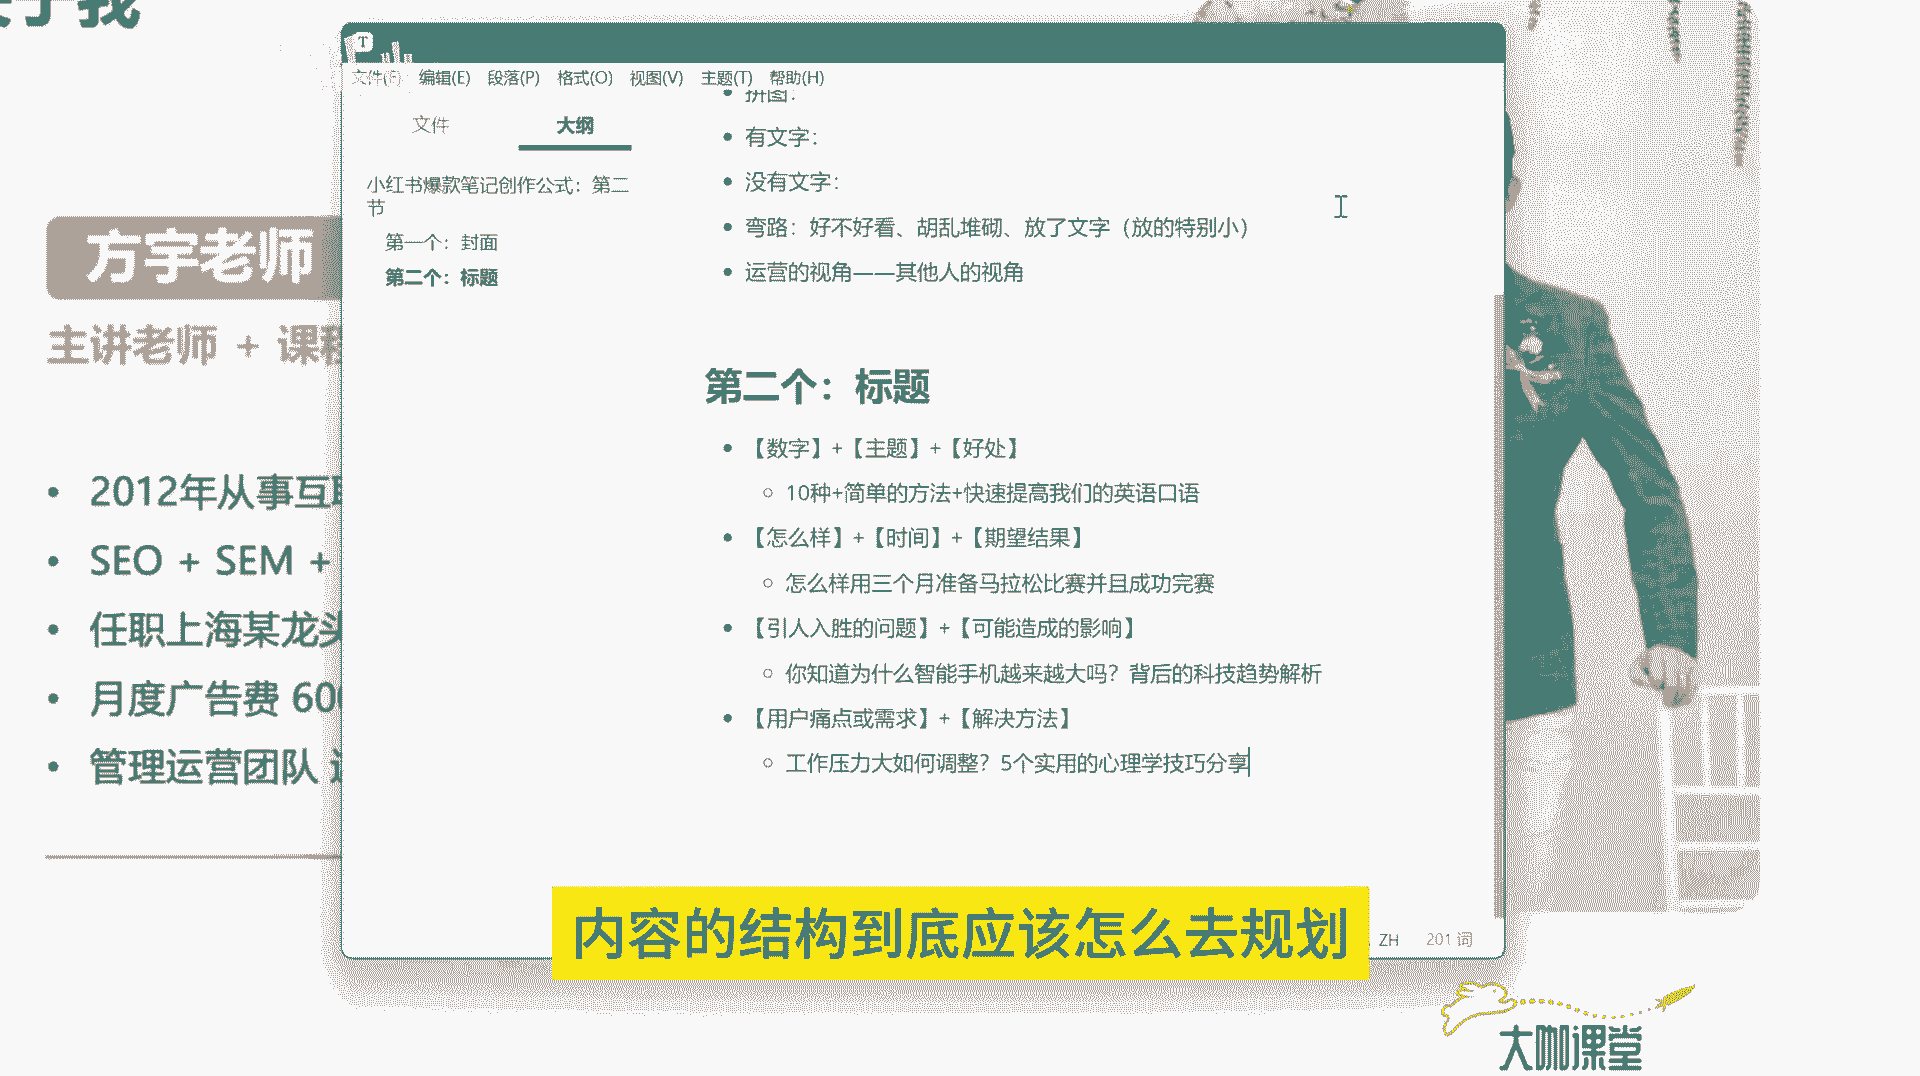 方宇老师
主讲老师 + 课程
2012年从事互联
SEO + SEM +
任职上海某龙头
月度广告费 600
管理运营团队
T
文件(F) 编辑(E) 段落(P) 格式(O) 视图(V) 主题(T) 帮助(H)
文件 大纲
小红书爆款笔记创作公式：第二
节
第一个：封面
第二个：标题
拼图：
有文字：
没有文字：
弯路：好不好看、胡乱堆砌、放了文字（放的特别小）
运营的视角——其他人的视角
第二个：标题
【数字】+【主题】+【好处】
10种+简单的方法+快速提高我们的英语口语
【怎么样】+【时间】+【期望结果】
怎么样用三个月准备马拉松比赛并且成功完赛
【引人入胜的问题】+【可能造成的影响】
你知道为什么智能手机越来越大吗？背后的科技趋势解析
【用户痛点或需求】+【解决方法】
工作压力大如何调整？5个实用的心理学技巧分享
内容的结构到底应该怎么去规划
ZH 201 词
大咖课堂